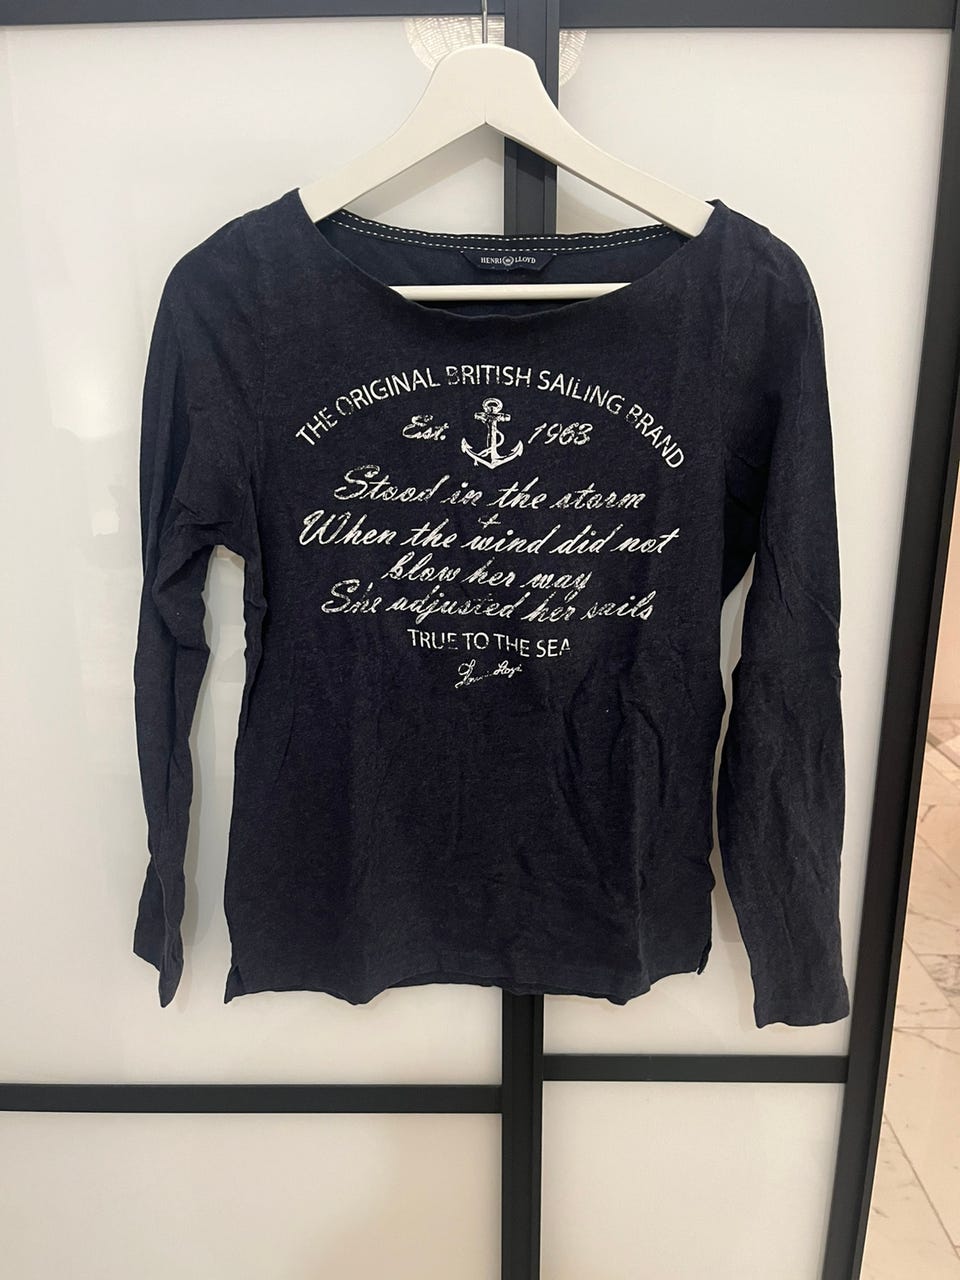 HENRI LLOYD
THE ORIGINAL BRITISH SAILING BRAND
Est. 1963
Stood in the storm
When the wind did not
blow her way
She adjusted her sails
TRUE TO THE SEA